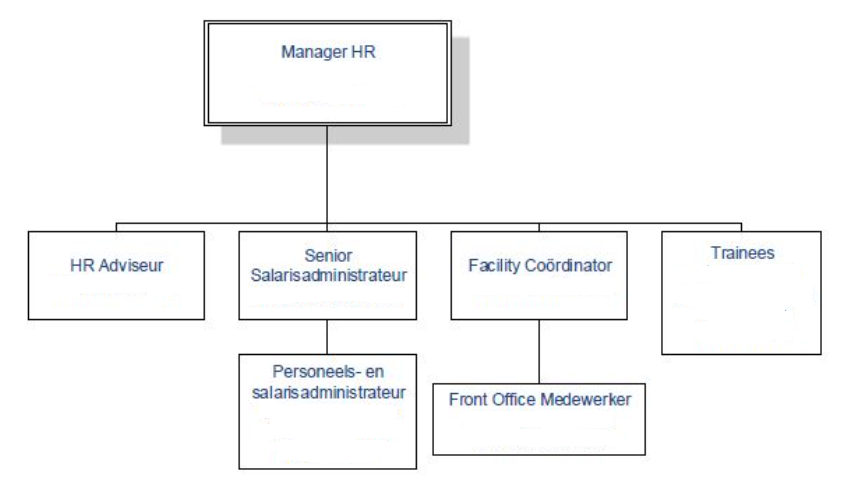 Manager HR
HR Adviseur
Senior
Salarisadministrateur
Facility Coördinator
Trainees
Personeels- en
salarisadministrateur
Front Office Medewerker